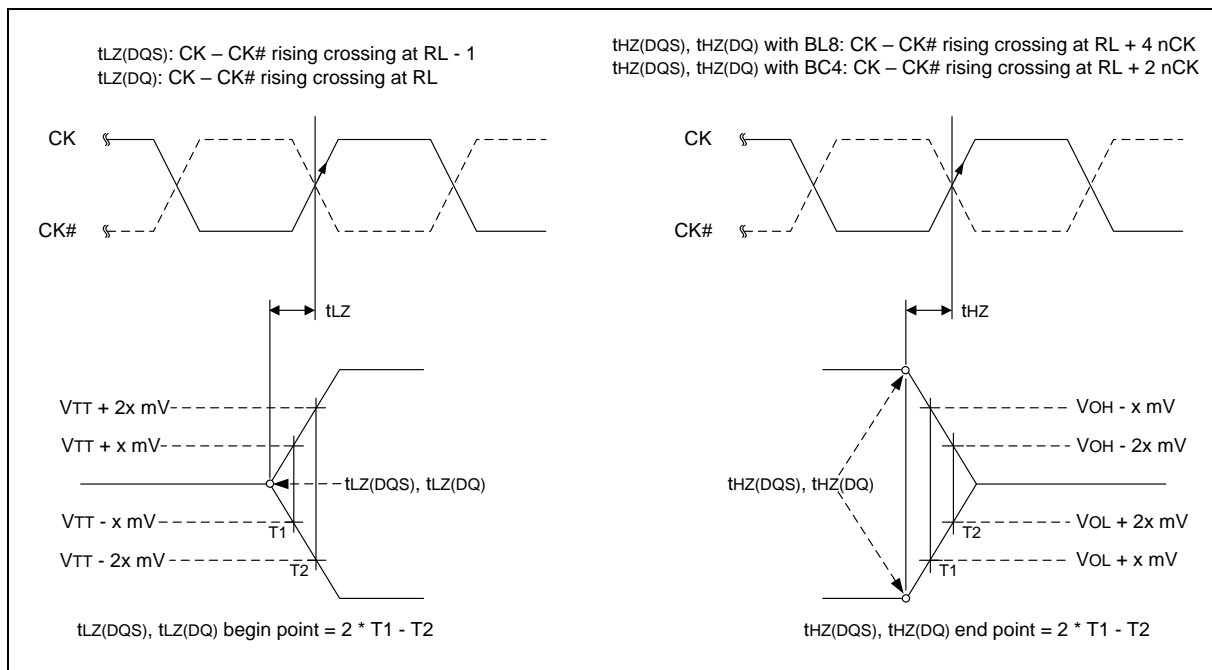 tLZ(DQS): CK – CK# rising crossing at RL - 1
tLZ(DQ): CK – CK# rising crossing at RL
tHZ(DQS), tHZ(DQ) with BL8: CK – CK# rising crossing at RL + 4 nCK
tHZ(DQS), tHZ(DQ) with BC4: CK – CK# rising crossing at RL + 2 nCK
CK
CK#
CK
CK#
tLZ
tHZ
VTT + 2x mV
VTT + x mV
tLZ(DQS), tLZ(DQ)
VTT - x mV
T1
VTT - 2x mV
T2
VOH - x mV
VOH - 2x mV
tHZ(DQS), tHZ(DQ)
VOL + 2x mV
T2
VOL + x mV
T1
tLZ(DQS), tLZ(DQ) begin point = 2 * T1 - T2
tHZ(DQS), tHZ(DQ) end point = 2 * T1 - T2